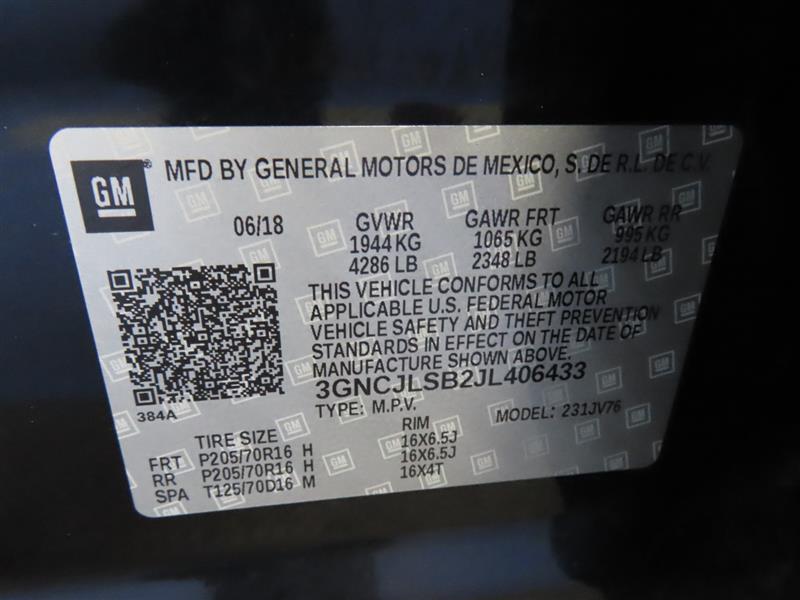 GM ® MFD BY GENERAL MOTORS DE MEXICO, S. DE R.L. DE C.V.
06/18 GVWR GAWR FRT GAWR RR
1944 KG 1065 KG 995 KG
4286 LB 2348 LB 2194 LB
THIS VEHICLE CONFORMS TO ALL
APPLICABLE U.S. FEDERAL MOTOR
VEHICLE SAFETY AND THEFT PREVENTION
STANDARDS IN EFFECT ON THE DATE OF
MANUFACTURE SHOWN ABOVE.
3GNCJLSB2JL406433
384A TYPE: M.P.V. MODEL: 231JV76
TIRE SIZE RIM
FRT P205/70R16 H 16X6.5J
RR P205/70R16 H 16X6.5J
SPA T125/70D16 M 16X4T